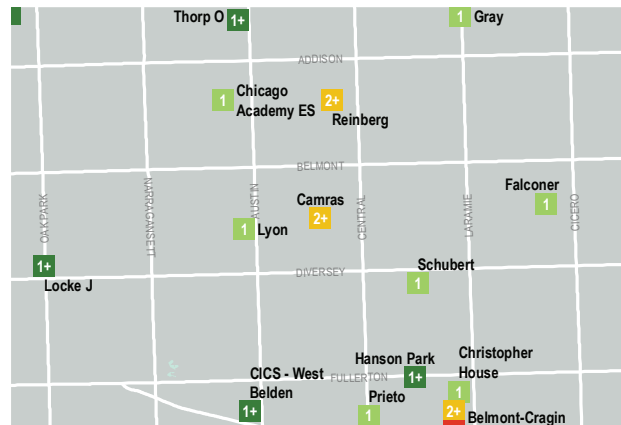 Thorp O 1+
1 Gray
ADDISON
1 Chicago
Academy ES
2+
Reinberg
BELMONT
OAKPARK
NARRAGANSETT
AUSTIN
CENTRAL
LARAMIE
CICERO
Camras
2+
Falconer
1
1 Lyon
1+
Locke J
DIVERSEY
Schubert
1
CICS - West
Belden
1+
FULLERTON
Hanson Park
1+
Prieto
1
Christopher
House
1
2+ Belmont-Cragin